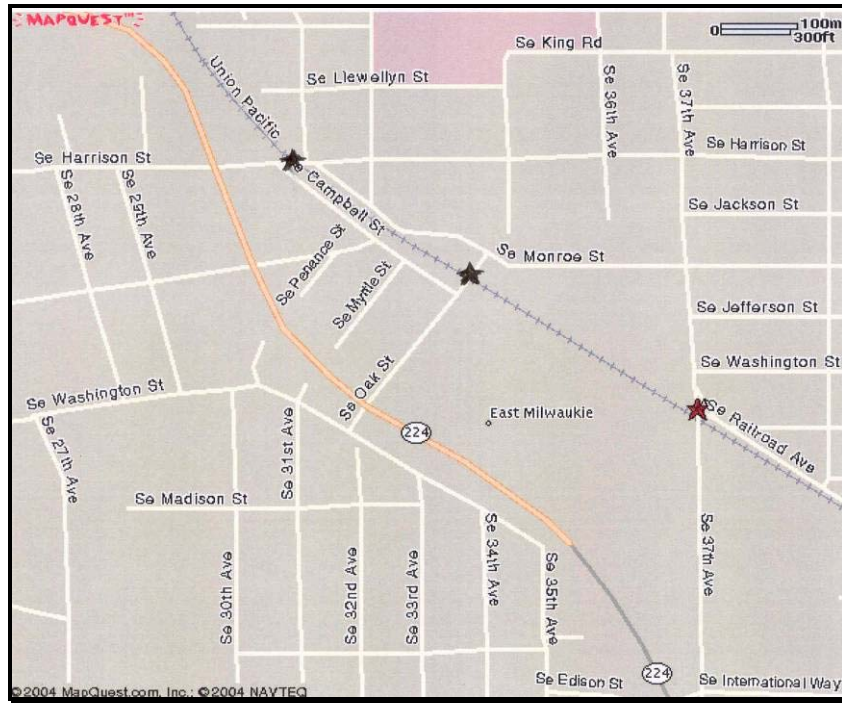 MAPQUEST™
100m
0
300ft
Se King Rd
Union Pacific
Se Llewellyn St
Se 36th Ave
Se 37th Ave
Se Harrison St
Se Harrison St
Se 28th Ave
Se 29th Ave
Se Campbell St
Se Jackson St
Se Monroe St
Se Penance St
Se Myrtle St
Se Jefferson St
Se Washington St
Se Washington St
Se Oak St
East Milwaukie
Se Railroad Ave
224
Se 27th Ave
Se 31st Ave
Se Madison St
Se 30th Ave
Se 32nd Ave
Se 33rd Ave
Se 34th Ave
Se 35th Ave
Se 37th Ave
224
Se Edison St
Se International Way
©2004 MapQuest.com, Inc.; ©2004 NAVTEQ